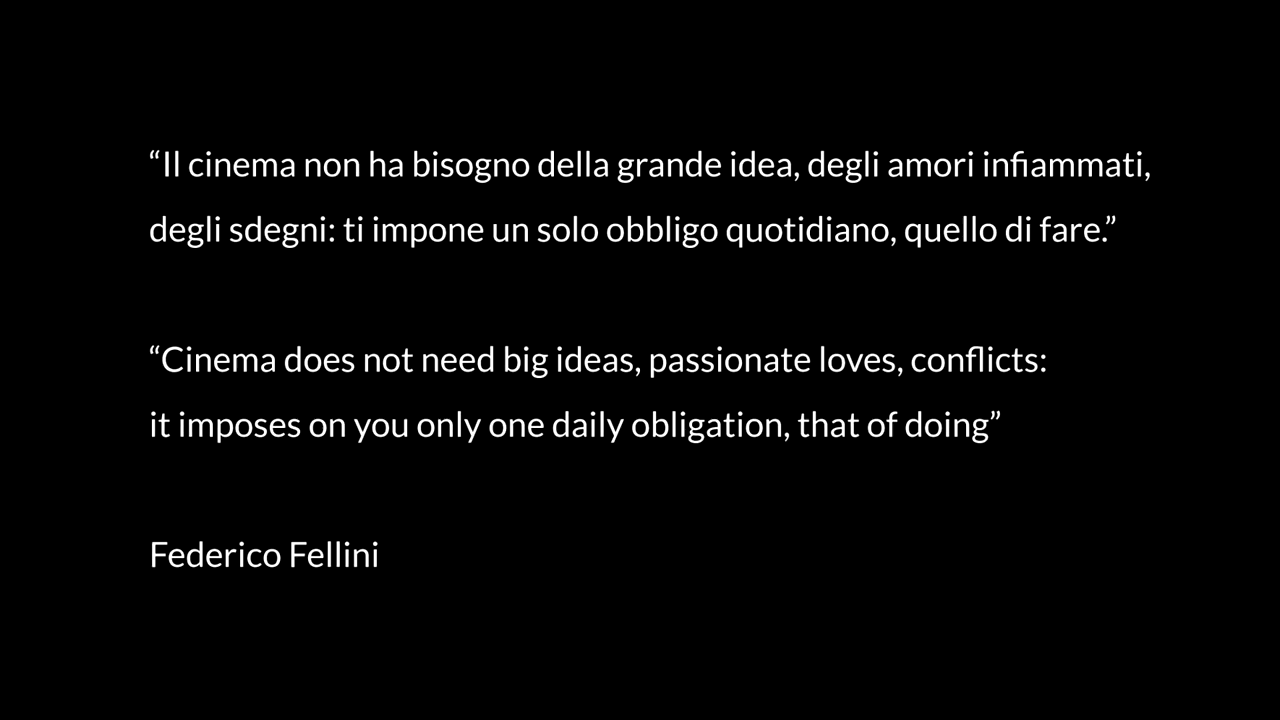 “Il cinema non ha bisogno della grande idea, degli amori infiammati,
degli sdegni: ti impone un solo obbligo quotidiano, quello di fare.”
“Cinema does not need big ideas, passionate loves, conflicts:
it imposes on you only one daily obligation, that of doing”
Federico Fellini